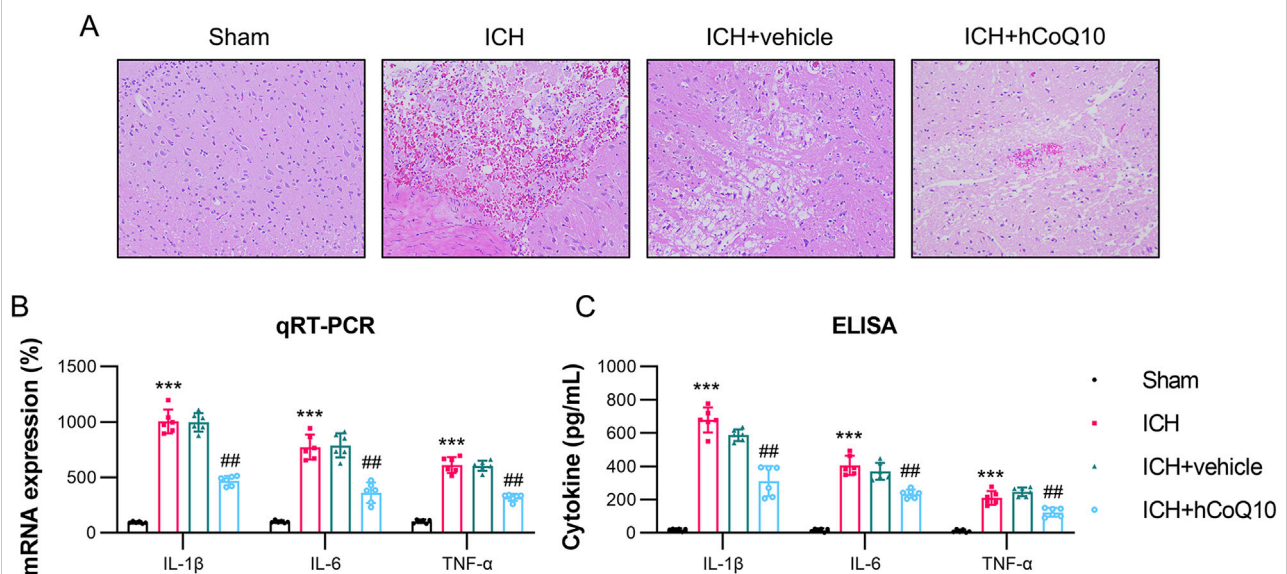 A
Sham
ICH
ICH+vehicle
ICH+hCoQ10
B
qRT-PCR
mRNA expression (%)
1500
1000
500
0
***
##
***
##
***
##
IL-1β
IL-6
TNF-α
C
ELISA
Cytokine (pg/mL)
1000
800
600
400
200
0
***
##
***
##
***
##
IL-1β
IL-6
TNF-α
Sham
ICH
ICH+vehicle
ICH+hCoQ10